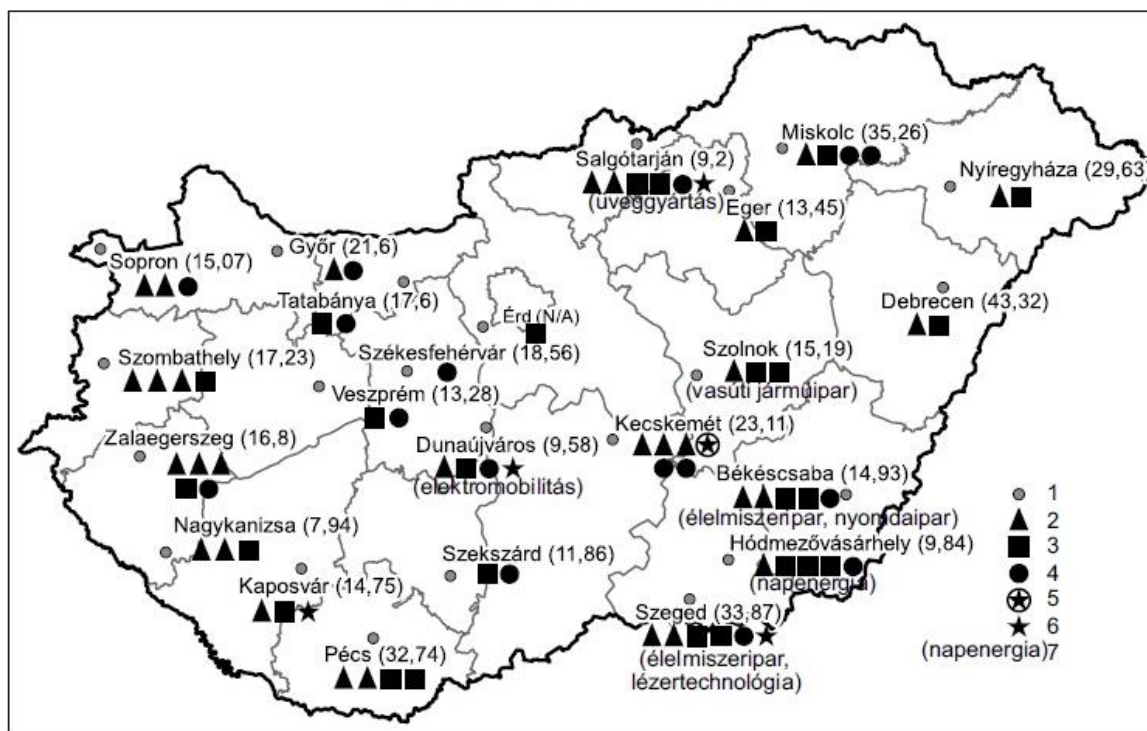 Miskolc (35,26)
Salgótarján (9,2)
(üveggyártás)
Nyíregyháza (29,63)
Eger (13,45)
Győr (21,6)
Sopron (15,07)
Tatabánya (17,6)
Érd (N/A)
Debrecen (43,32)
Szombathely (17,23)
Székesfehérvár (18,56)
Szolnok (15,19)
(vasúti járműipar)
Veszprém (13,28)
Kecskemét (23,11)
Zalaegerszeg (16,8)
Dunaújváros (9,58)
(elektromobilitás)
Békéscsaba (14,93)
(élelmiszeripar, nyomdaipar)
Nagykanizsa (7,94)
Szekszárd (11,86)
Hódmezővásárhely (9,84)
(napenergia)
Kaposvár (14,75)
Szeged (33,87)
(élelmiszeripar,
lézertechnológia)
Pécs (32,74)
1
2
3
4
5
6
(napenergia) 7